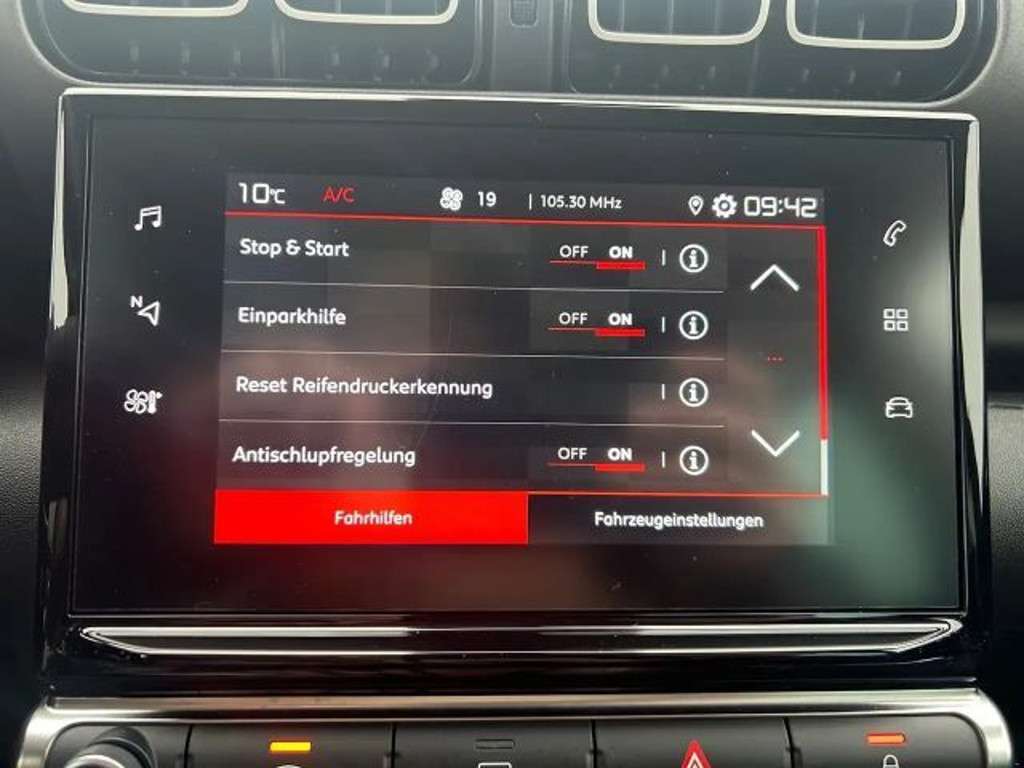 10°C A/C 19 | 105.30 MHz 09:42
Stop & Start OFF ON
N
Einparkhilfe OFF ON
Reset Reifendruckerkennung
Antischlupfregelung OFF ON
Fahrhilfen Fahrzeugeinstellungen